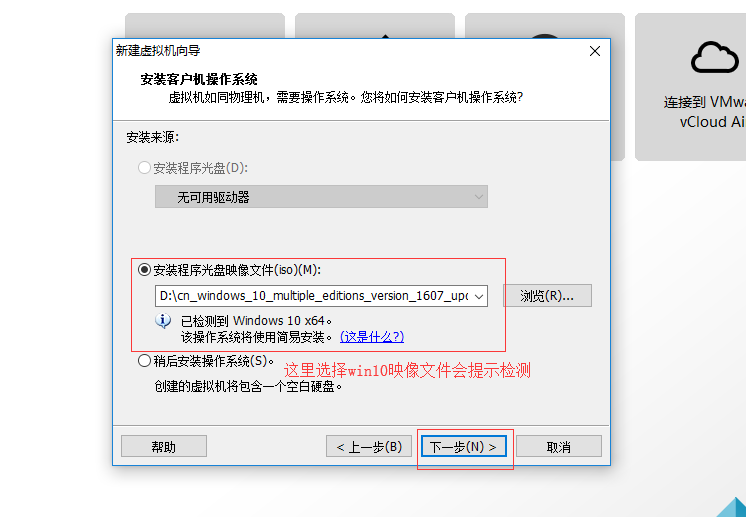 新建虚拟机向导
安装客户机操作系统
虚拟机如同物理机，需要操作系统。您将如何安装客户机操作系统?
连接到 VMwa
vCloud Ai
安装来源:
安装程序光盘(D):
无可用驱动器
安装程序光盘映像文件(iso)(M):
D:\cn_windows_10_multiple_editions_version_1607_upd
浏览(R)...
已检测到 Windows 10 x64。
该操作系统将使用简易安装。 (这是什么?)
稍后安装操作系统(S)。
这里选择win10映像文件会提示检测
创建的虚拟机将包含一个空白硬盘。
帮助
< 上一步(B)
下一步(N) >
取消